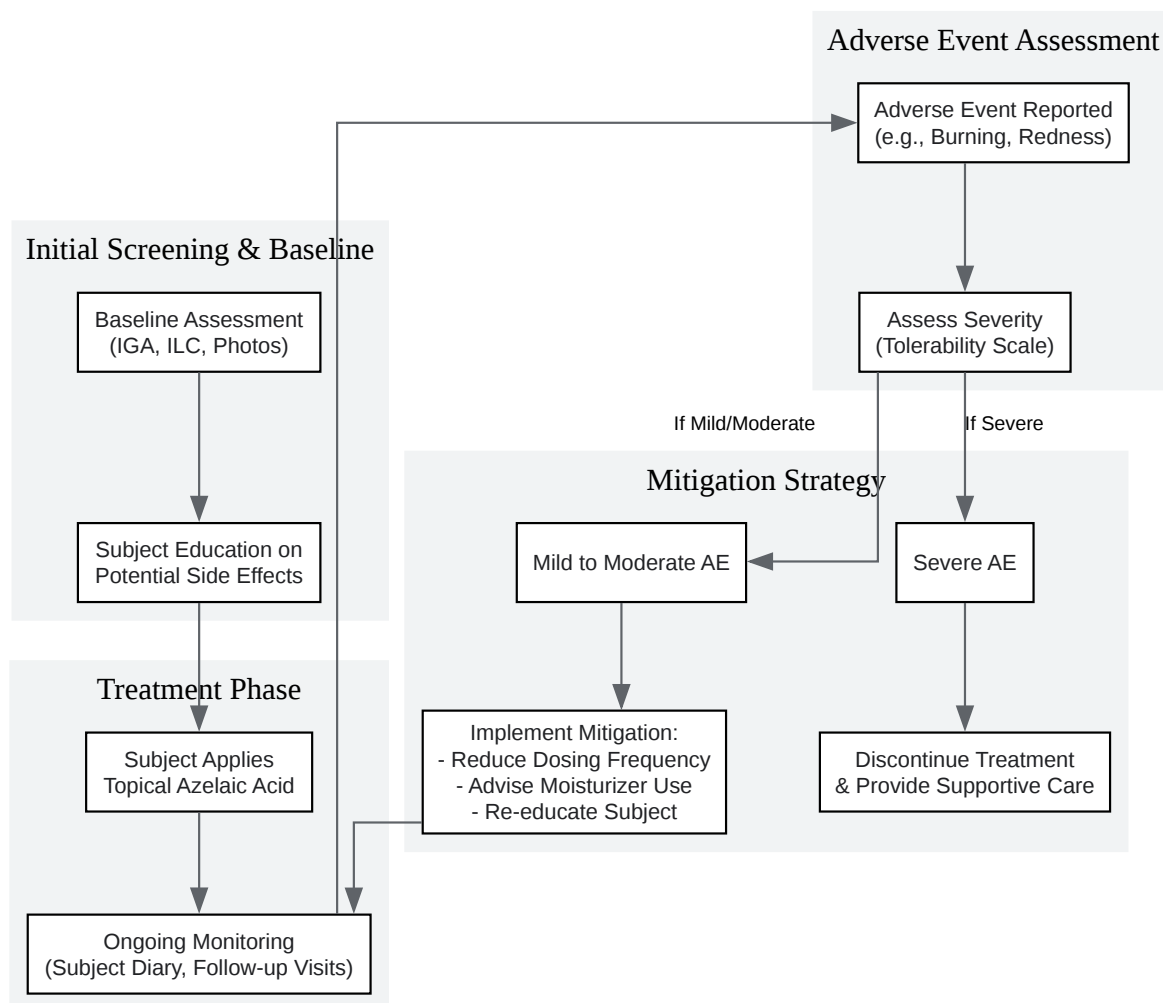 Adverse Event Assessment
Adverse Event Reported
(e.g., Burning, Redness)
Initial Screening & Baseline
Baseline Assessment
(IGA, ILC, Photos)
Assess Severity
(Tolerability Scale)
If Mild/Moderate
If Severe
Mitigation Strategy
Subject Education on
Potential Side Effects
Mild to Moderate AE
Severe AE
Treatment Phase
Subject Applies
Topical Azelaic Acid
Implement Mitigation:
- Reduce Dosing Frequency
- Advise Moisturizer Use
- Re-educate Subject
Discontinue Treatment
& Provide Supportive Care
Ongoing Monitoring
(Subject Diary, Follow-up Visits)